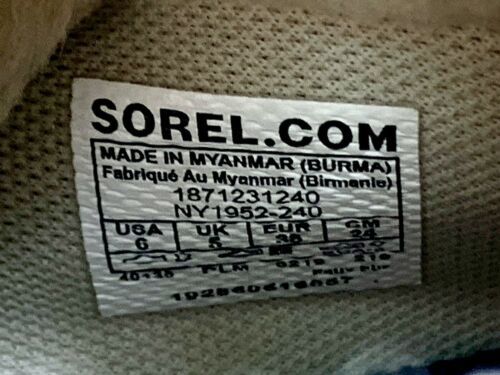 SOREL.COM
MADE IN MYANMAR (BURMA)
Fabriqué Au Myanmar (Birmanie)
1871231240
NY1952-240
USA UK EUR CM
6 5 24
FLM